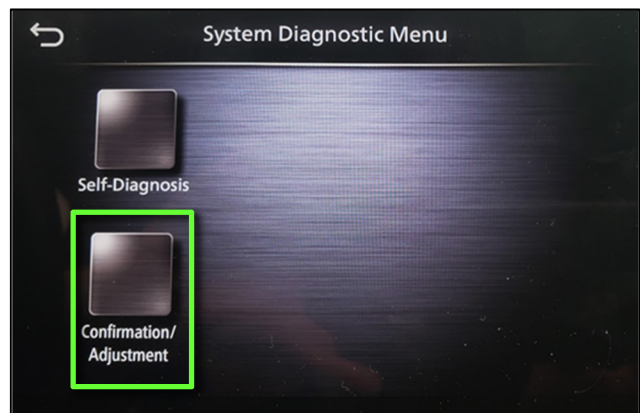 System Diagnostic Menu
Self-Diagnosis
Confirmation/
Adjustment